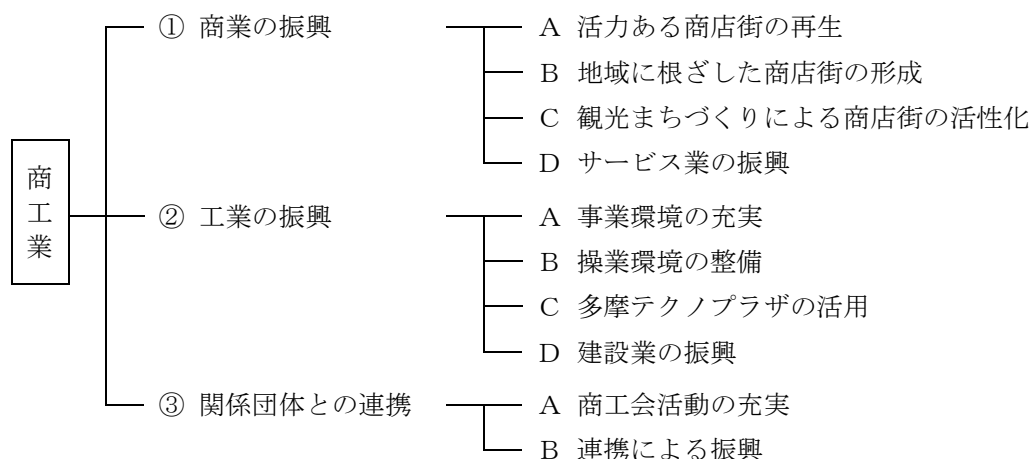 商工業
① 商業の振興
A 活力ある商店街の再生
B 地域に根ざした商店街の形成
C 観光まちづくりによる商店街の活性化
D サービス業の振興
② 工業の振興
A 事業環境の充実
B 操業環境の整備
C 多摩テクノプラザの活用
D 建設業の振興
③ 関係団体との連携
A 商工会活動の充実
B 連携による振興